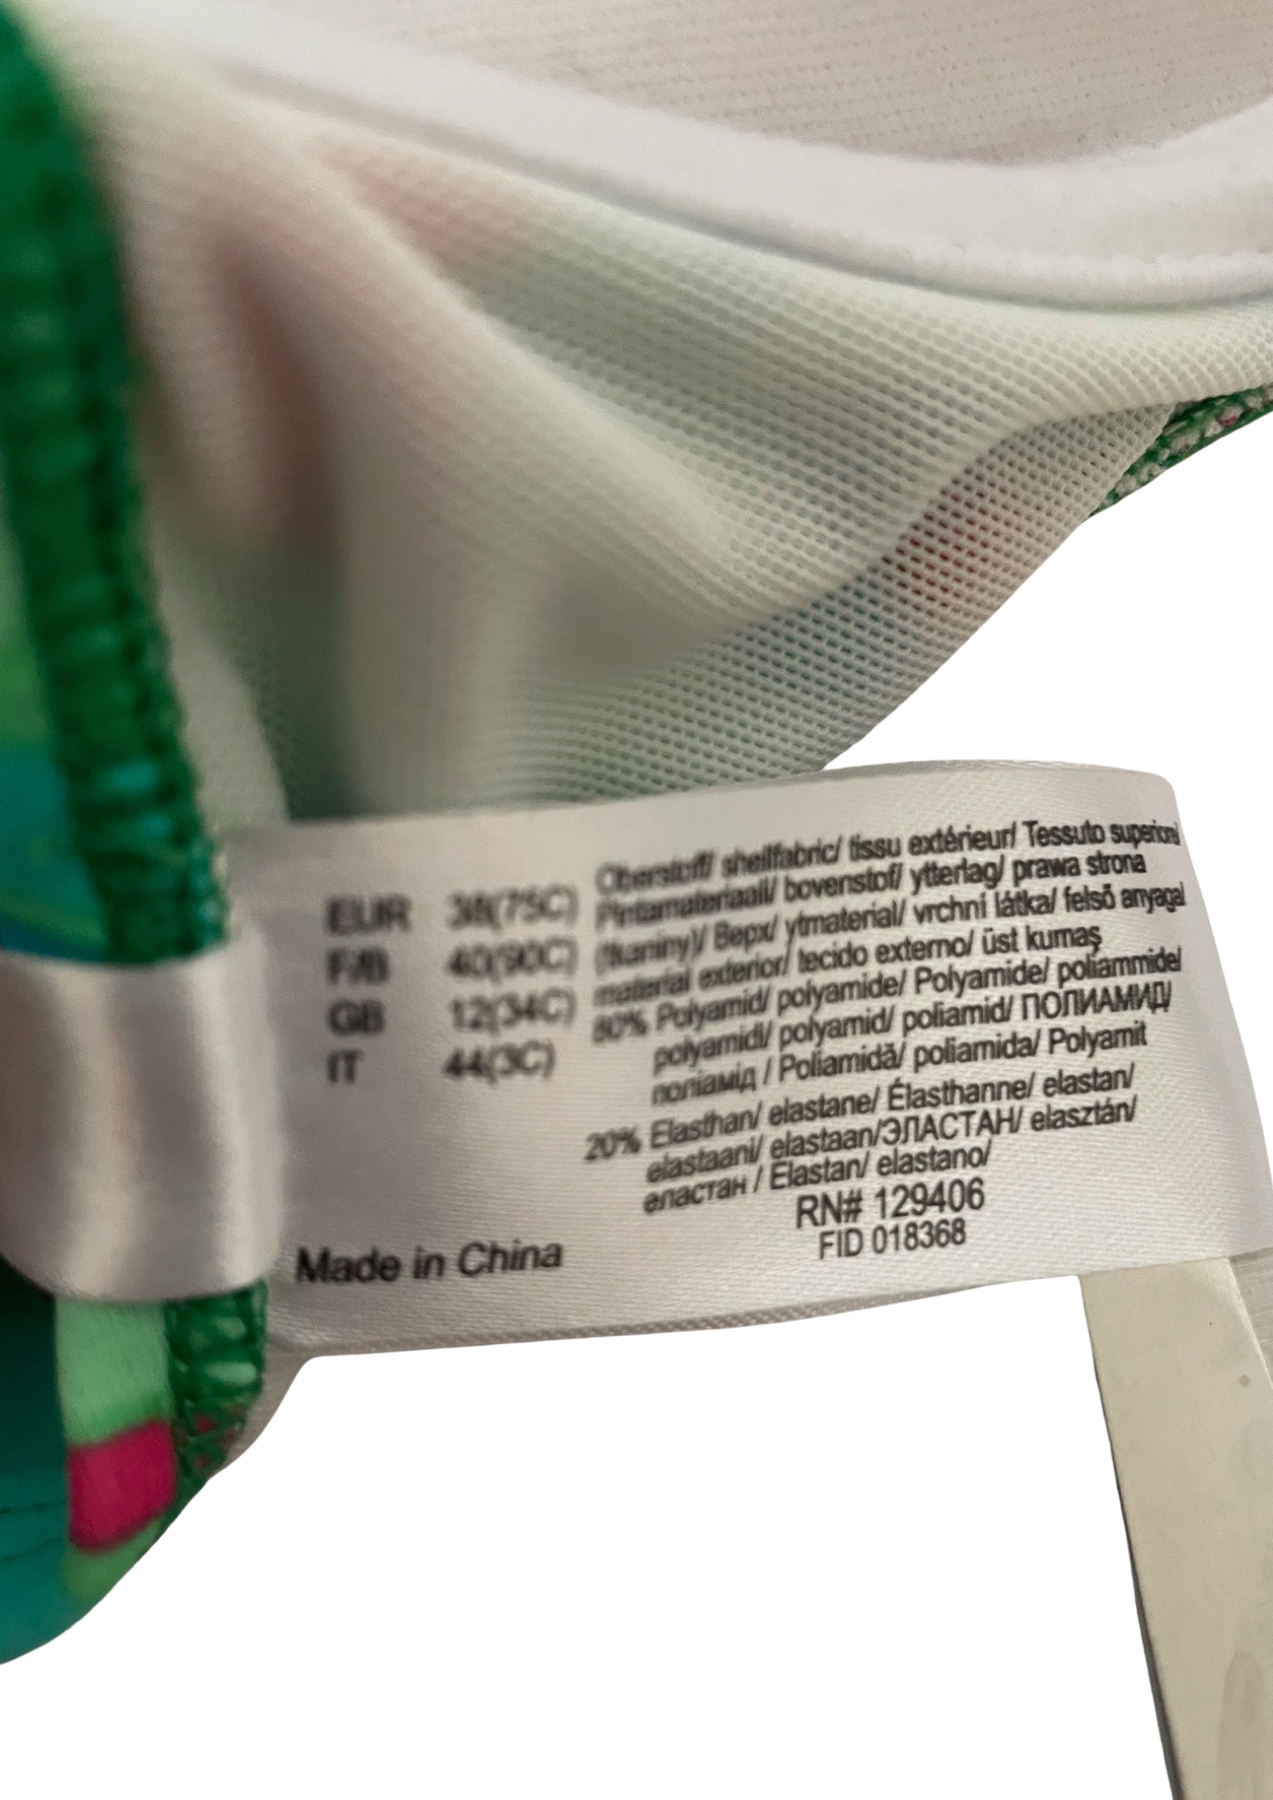 EUR 38(75C)
F/B 40(90C)
GB 12(34C)
IT 44(3C)
Made in China
Oberstoff/ shellfabric/ tissu extérieur/ Tessuto superiore/
Pintamateriaali/ bovenstof/ ytterlag/ prawa strona
(tkaniny)/ Верх/ ytmaterial/ vrchní látka/ felső anyaga/
material exterior/ tecido externo/ üst kumaş
80% Polyamid/ polyamide/ Polyamide/ poliammide/
polyamidi/ polyamid/ poliamid/ ПОЛИАМИД/
поліамід / Poliamidă/ poliamida/ Polyamit
20% Elasthan/ elastane/ Élasthanne/ elastan/
elastaani/ elastaan/ЭЛАСТАН/ elasztán/
еластан / Elastan/ elastano/
RN# 129406
FID 018368